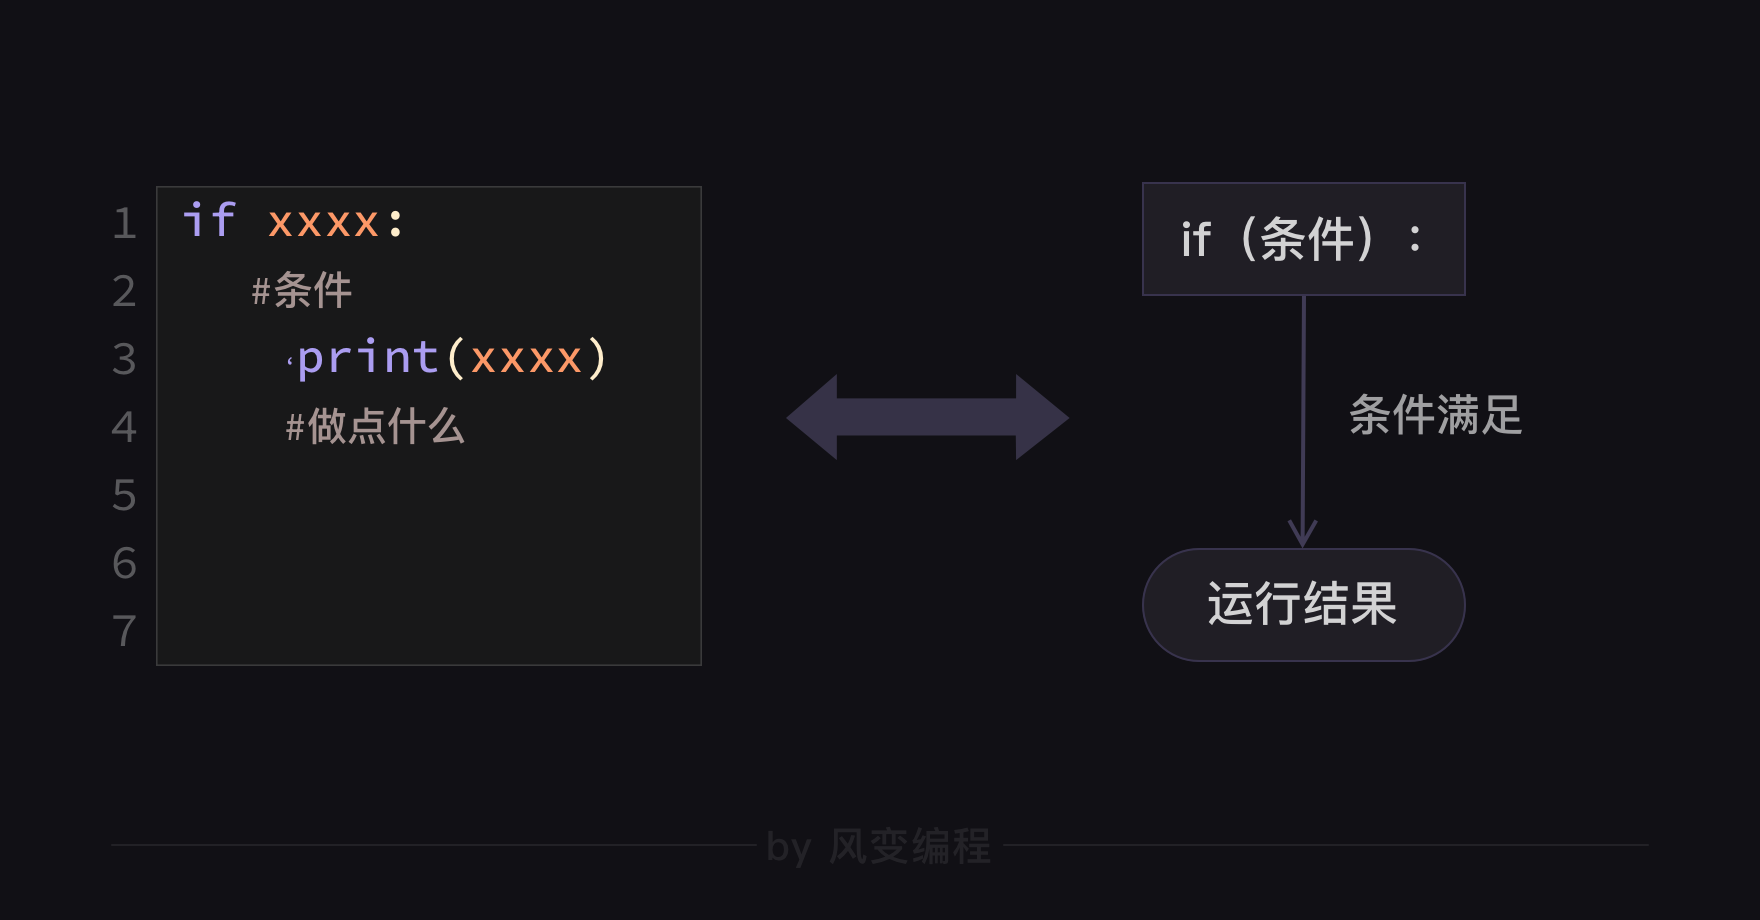 1 if xxxx:
2 #条件
3 ‘print(xxxx)
4 #做点什么
5
6
7
if（条件）:
条件满足
运行结果
by 风变编程